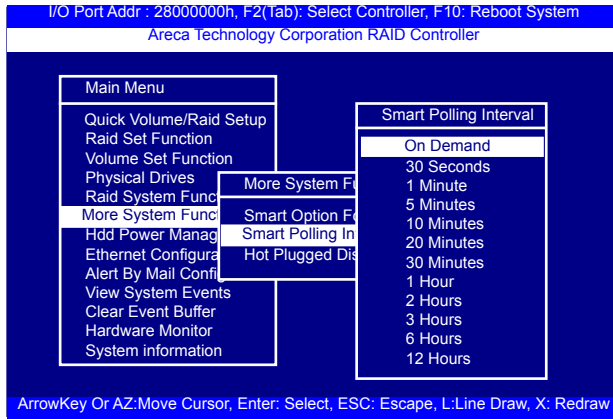 I/O Port Addr : 28000000h, F2(Tab): Select Controller, F10: Reboot System
Areca Technology Corporation RAID Controller
Main Menu
Quick Volume/Raid Setup
Raid Set Function
Volume Set Function
Physical Drives
Raid System Funct
More System Funct
Hdd Power Manag
Ethernet Configura
Alert By Mail Config
View System Events
Clear Event Buffer
Hardware Monitor
System information
More System Fu
Smart Option Fo
Smart Polling In
Hot Plugged Dis
Smart Polling Interval
On Demand
30 Seconds
1 Minute
5 Minutes
10 Minutes
20 Minutes
30 Minutes
1 Hour
2 Hours
3 Hours
6 Hours
12 Hours
ArrowKey Or AZ:Move Cursor, Enter: Select, ESC: Escape, L:Line Draw, X: Redraw